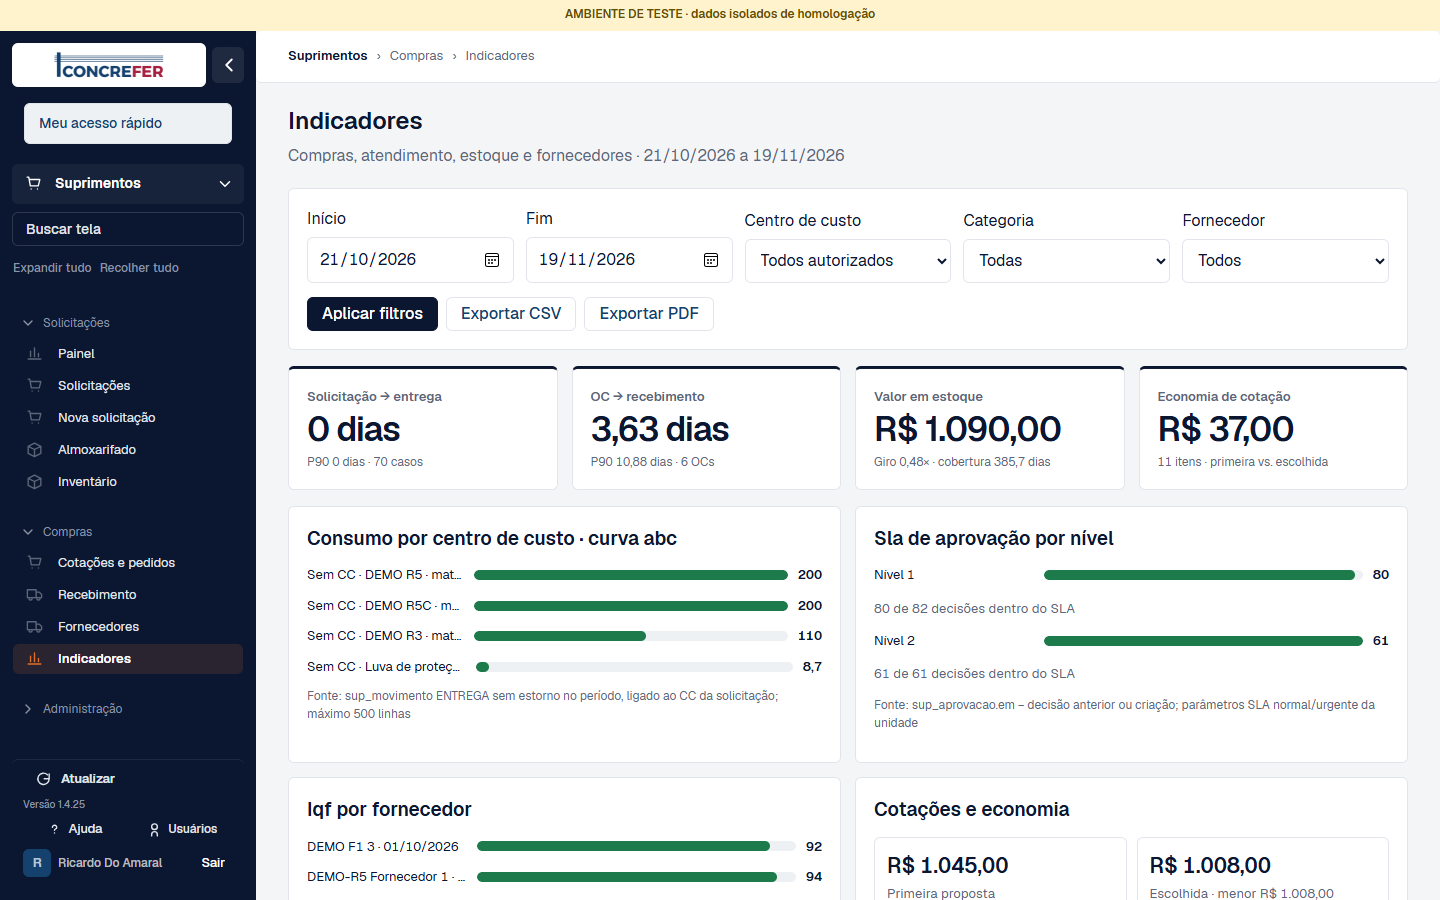 AMBIENTE DE TESTE · dados isolados de homologação
CONCREFER
Meu acesso rápido
Suprimentos
Buscar tela
Expandir tudo Recolher tudo
Solicitações
Painel
Solicitações
Nova solicitação
Almoxarifado
Inventário
Compras
Cotações e pedidos
Recebimento
Fornecedores
Indicadores
Administração
Atualizar
Versão 1.4.25
? Ajuda Usuários
R Ricardo Do Amaral Sair
Suprimentos › Compras › Indicadores
Indicadores
Compras, atendimento, estoque e fornecedores · 21/10/2026 a 19/11/2026
Início Fim Centro de custo Categoria Fornecedor
21/10/2026 19/11/2026 Todos autorizados Todas Todos
Aplicar filtros Exportar CSV Exportar PDF
Solicitação → entrega
0 dias
P90 0 dias · 70 casos
OC → recebimento
3,63 dias
P90 10,88 dias · 6 OCs
Valor em estoque
R$ 1.090,00
Giro 0,48× · cobertura 385,7 dias
Economia de cotação
R$ 37,00
11 itens · primeira vs. escolhida
Consumo por centro de custo · curva abc
Sem CC · DEMO R5 · mat... 200
Sem CC · DEMO R5C · m... 200
Sem CC · DEMO R3 · mat... 110
Sem CC · Luva de proteç... 8,7
Fonte: sup_movimento ENTREGA sem estorno no período, ligado ao CC da solicitação;
máximo 500 linhas
Sla de aprovação por nível
Nível 1 80
80 de 82 decisões dentro do SLA
Nível 2 61
61 de 61 decisões dentro do SLA
Fonte: sup_aprovacao.em – decisão anterior ou criação; parâmetros SLA normal/urgente da
unidade
Iqf por fornecedor
DEMO F1 3 · 01/10/2026 92
DEMO-R5 Fornecedor 1 · ... 94
Cotações e economia
R$ 1.045,00
Primeira proposta
R$ 1.008,00
Escolhida · menor R$ 1.008,00